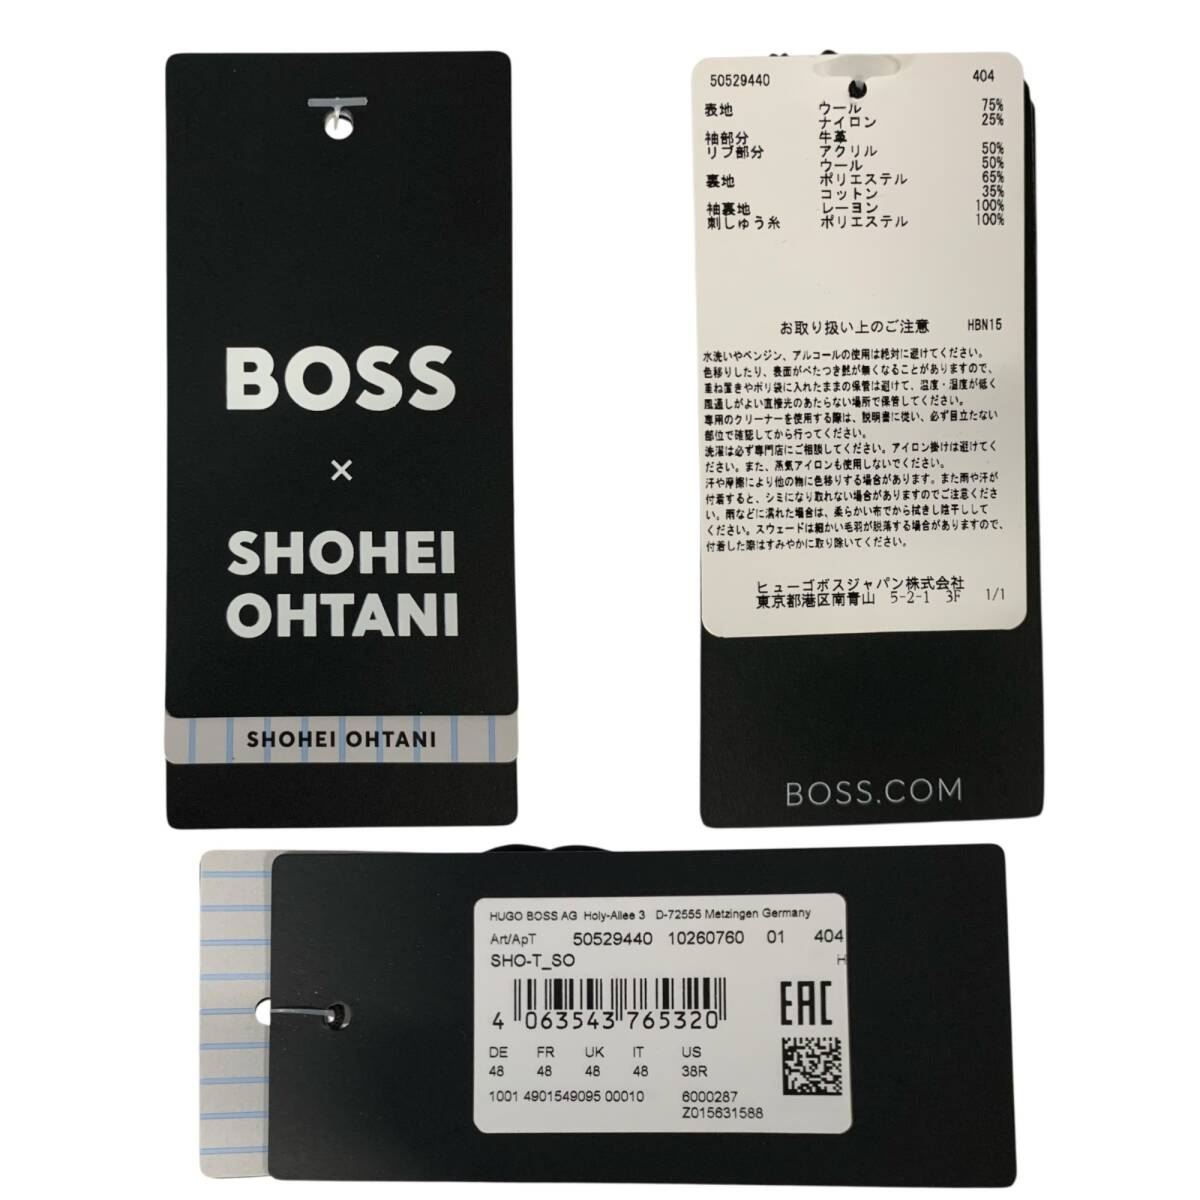 BOSS
×
SHOHEI
OHTANI
SHOHEI OHTANI
50529440 404
表地 ウール 75%
ナイロン 25%
袖部分 牛革
リブ部分 アクリル 50%
ウール 50%
裏地 ポリエステル 65%
コットン 35%
袖裏地 レーヨン 100%
刺しゅう糸 ポリエステル 100%
お取り扱い上のご注意 HBN15
水洗いやベンジン、アルコールの使用は絶対に避けてください。
色移りしたり、表面がべたつき艶が無くなることがありますので、
重ね置きやポリ袋に入れたままの保管は避けて、温度・湿度が低く
風通しがよい直接光のあたらない場所で保管してください。
専用のクリーナーを使用する際は、説明書に従い、必ず目立たない
部位で確認してから行ってください。
洗濯は必ず専門店にご相談してください。アイロン掛けは避けてく
ださい。また、蒸気アイロンも使用しないでください。
汗や摩擦により他の物に色移りする場合があります。また雨や汗が
付着すると、シミになり取れない場合がありますのでご注意くださ
い。雨などに濡れた場合は、柔らかい布でから拭きし陰干しして
ください。スウェードは細かい毛羽が脱落する場合がありますので、
付着した際はすみやかに取り除いてください。
ヒューゴボスジャパン株式会社
東京都港区南青山 5-2-1 3F 1/1
BOSS.COM
HUGO BOSS AG Holy-Allee 3 D-72555 Metzingen Germany
Art/ApT 50529440 10260760 01 404
SHO-T_SO H
4 063543 765320
EAC
DE FR UK IT US
48 48 48 48 38R
1001 4901549095 00010 6000287
Z015631588